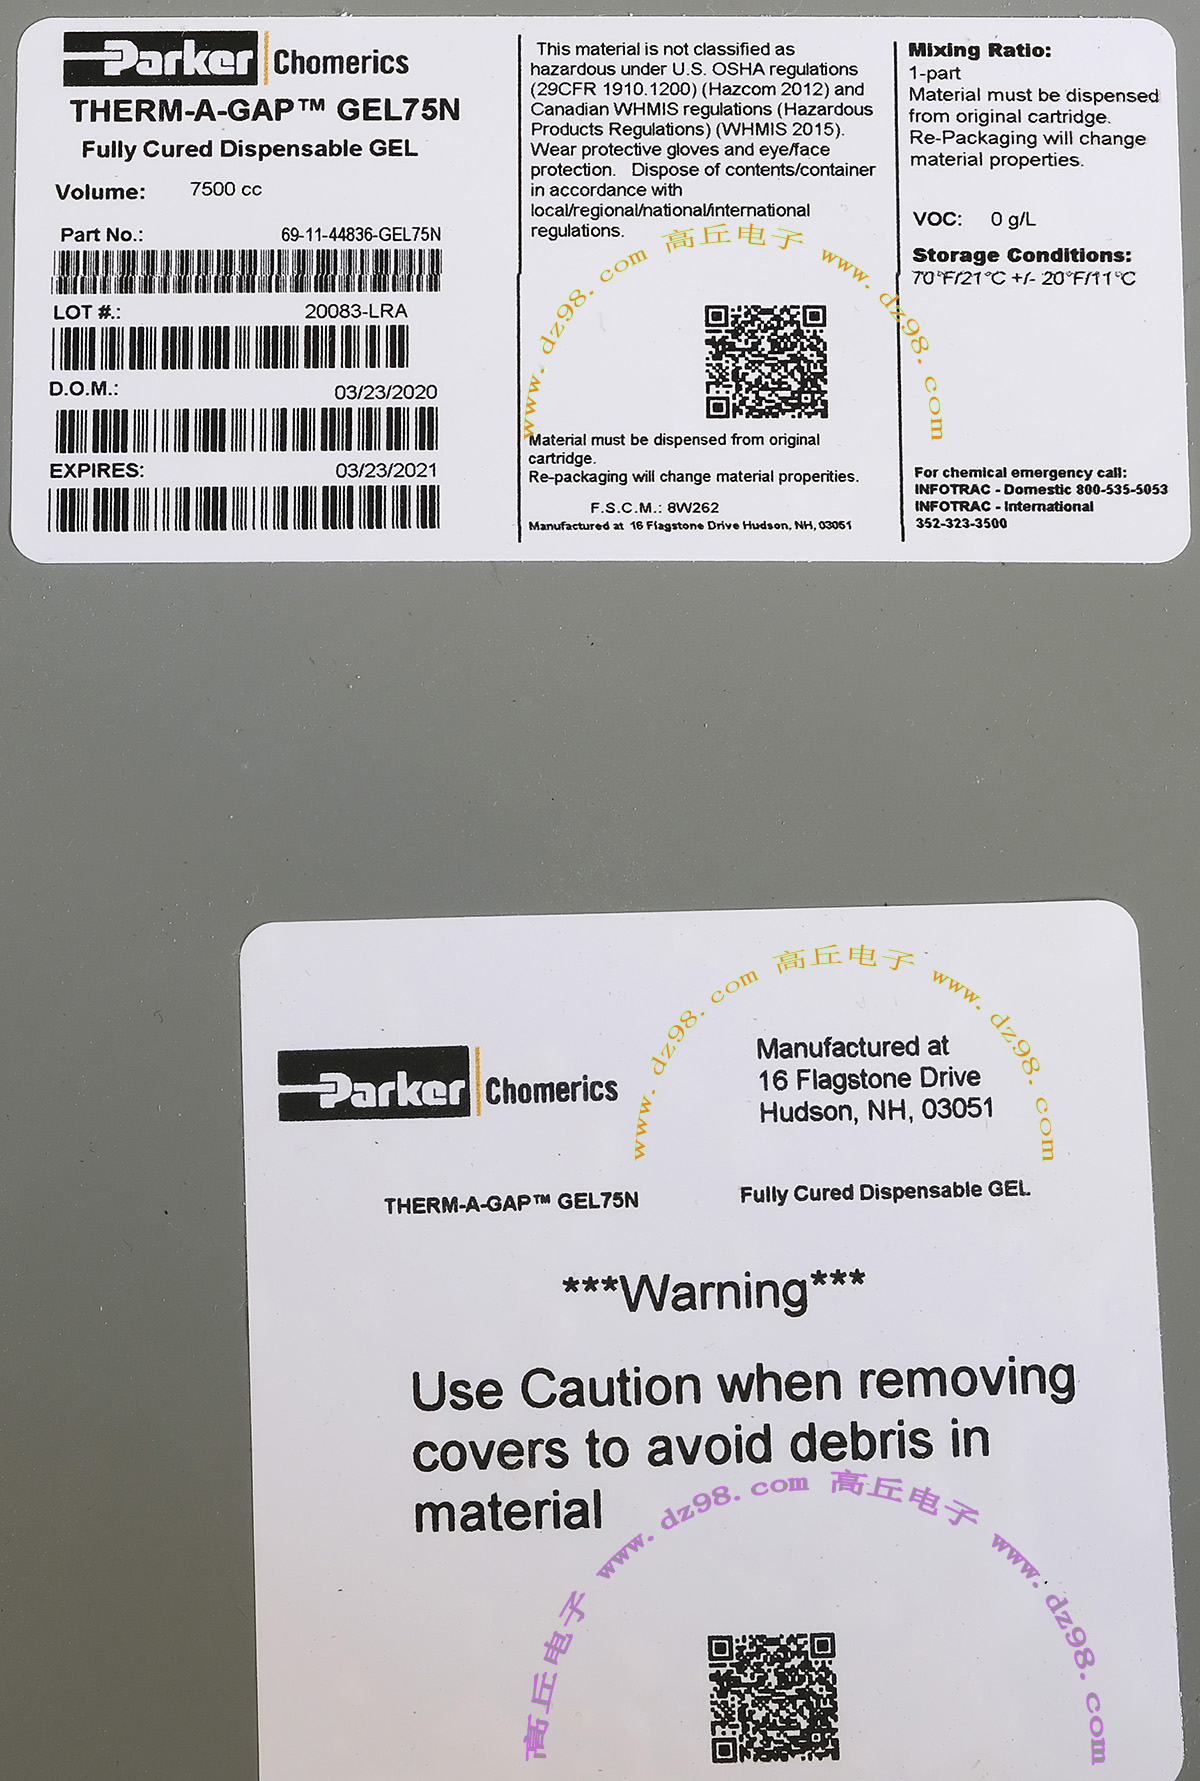 Parker Chomerics
THERM-A-GAP™ GEL75N
Fully Cured Dispensable GEL
Volume: 7500 cc
Part No.: 69-11-44836-GEL75N
LOT #.: 20083-LRA
D.O.M.: 03/23/2020
EXPIRES: 03/23/2021
This material is not classified as
hazardous under U.S. OSHA regulations
(29CFR 1910.1200) (Hazcom 2012) and
Canadian WHMIS regulations (Hazardous
Products Regulations) (WHMIS 2015).
Wear protective gloves and eye/face
protection. Dispose of contents/container
in accordance with
local/regional/national/international
regulations.
www.dz98.com 高丘电子 www.dz98.com
Material must be dispensed from original
cartridge.
Re-packaging will change material properities.
F.S.C.M.: 8W262
Manufactured at 16 Flagstone Drive Hudson, NH, 03051
Mixing Ratio:
1-part
Material must be dispensed
from original cartridge.
Re-Packaging will change
material properties.
VOC: 0 g/L
Storage Conditions:
70°F/21°C +/- 20°F/11°C
For chemical emergency call:
INFOTRAC - Domestic 800-535-5053
INFOTRAC - International
352-323-3500
www.dz98.com 高丘电子 www.dz98.com
Parker Chomerics
Manufactured at
16 Flagstone Drive
Hudson, NH, 03051
THERM-A-GAP™ GEL75N
Fully Cured Dispensable GEL
***Warning***
Use Caution when removing
covers to avoid debris in
material
高丘电子 www.dz98.com 高丘电子 www.dz98.com